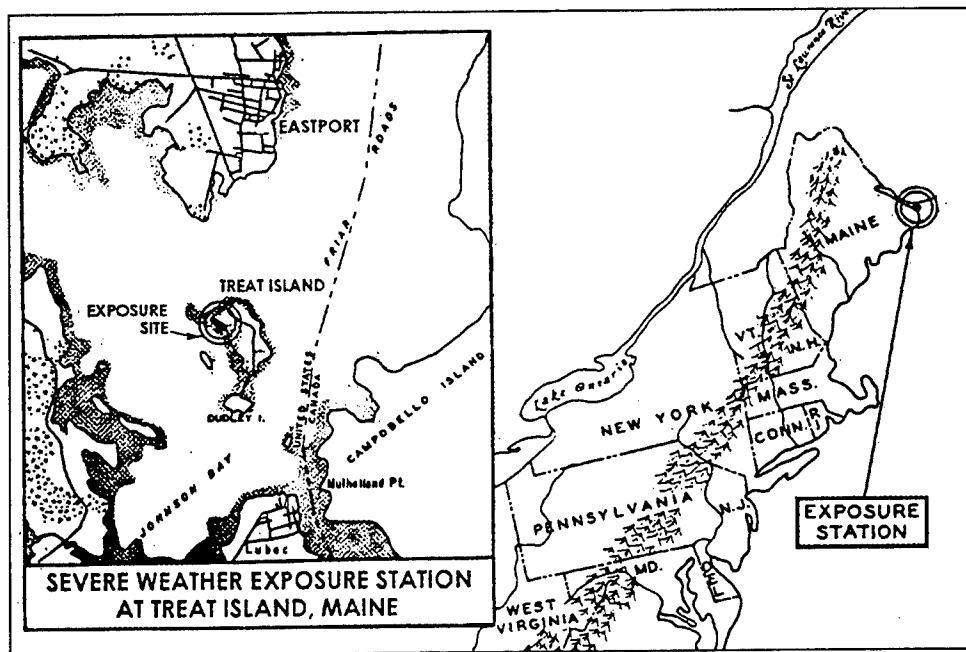 EASTPORT
FRIAR ROADS
TREAT ISLAND
EXPOSURE
SITE
DUDLEY I.
UNITED STATES
CANADA
CAMPOBELLO ISLAND
Mulholland Pt.
JOHNSON BAY
Lubec
SEVERE WEATHER EXPOSURE STATION
AT TREAT ISLAND, MAINE
St Lawrence River
MAINE
VT.
N.H.
Lake Ontario
MASS.
NEW YORK
CONN.
R I
PENNSYLVANIA
N.J.
EXPOSURE
STATION
MD.
DEL
WEST
VIRGINIA